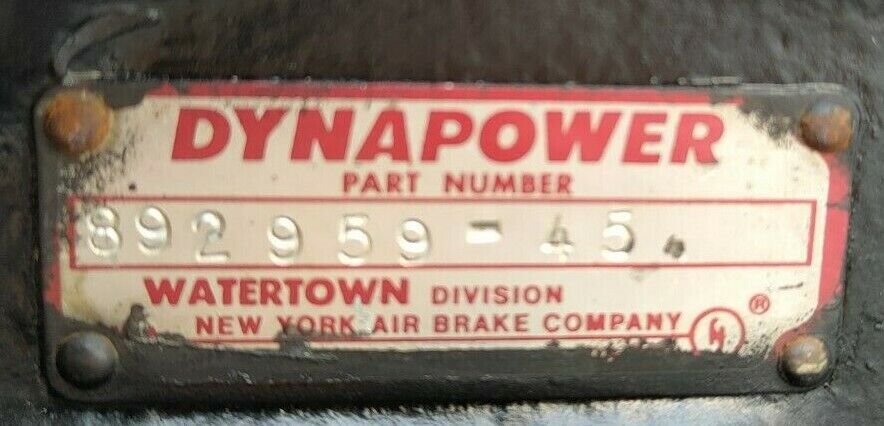 DYNAPOWER
PART NUMBER
892959-45
WATERTOWN DIVISION
NEW YORK AIR BRAKE COMPANY ®